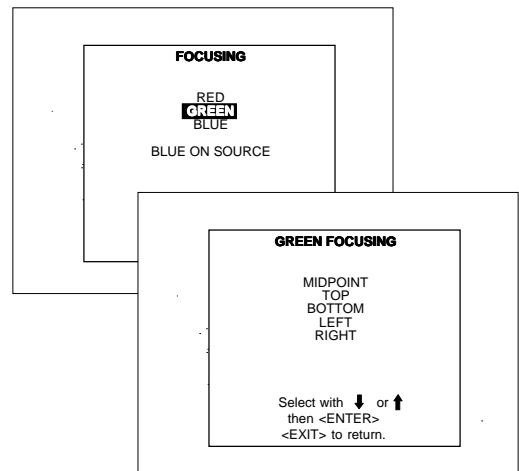 FOCUSING
RED
GREEN
BLUE
BLUE ON SOURCE
GREEN FOCUSING
MIDPOINT
TOP
BOTTOM
LEFT
RIGHT
Select with ⬇ or ⬆
then <ENTER>
<EXIT> to return.